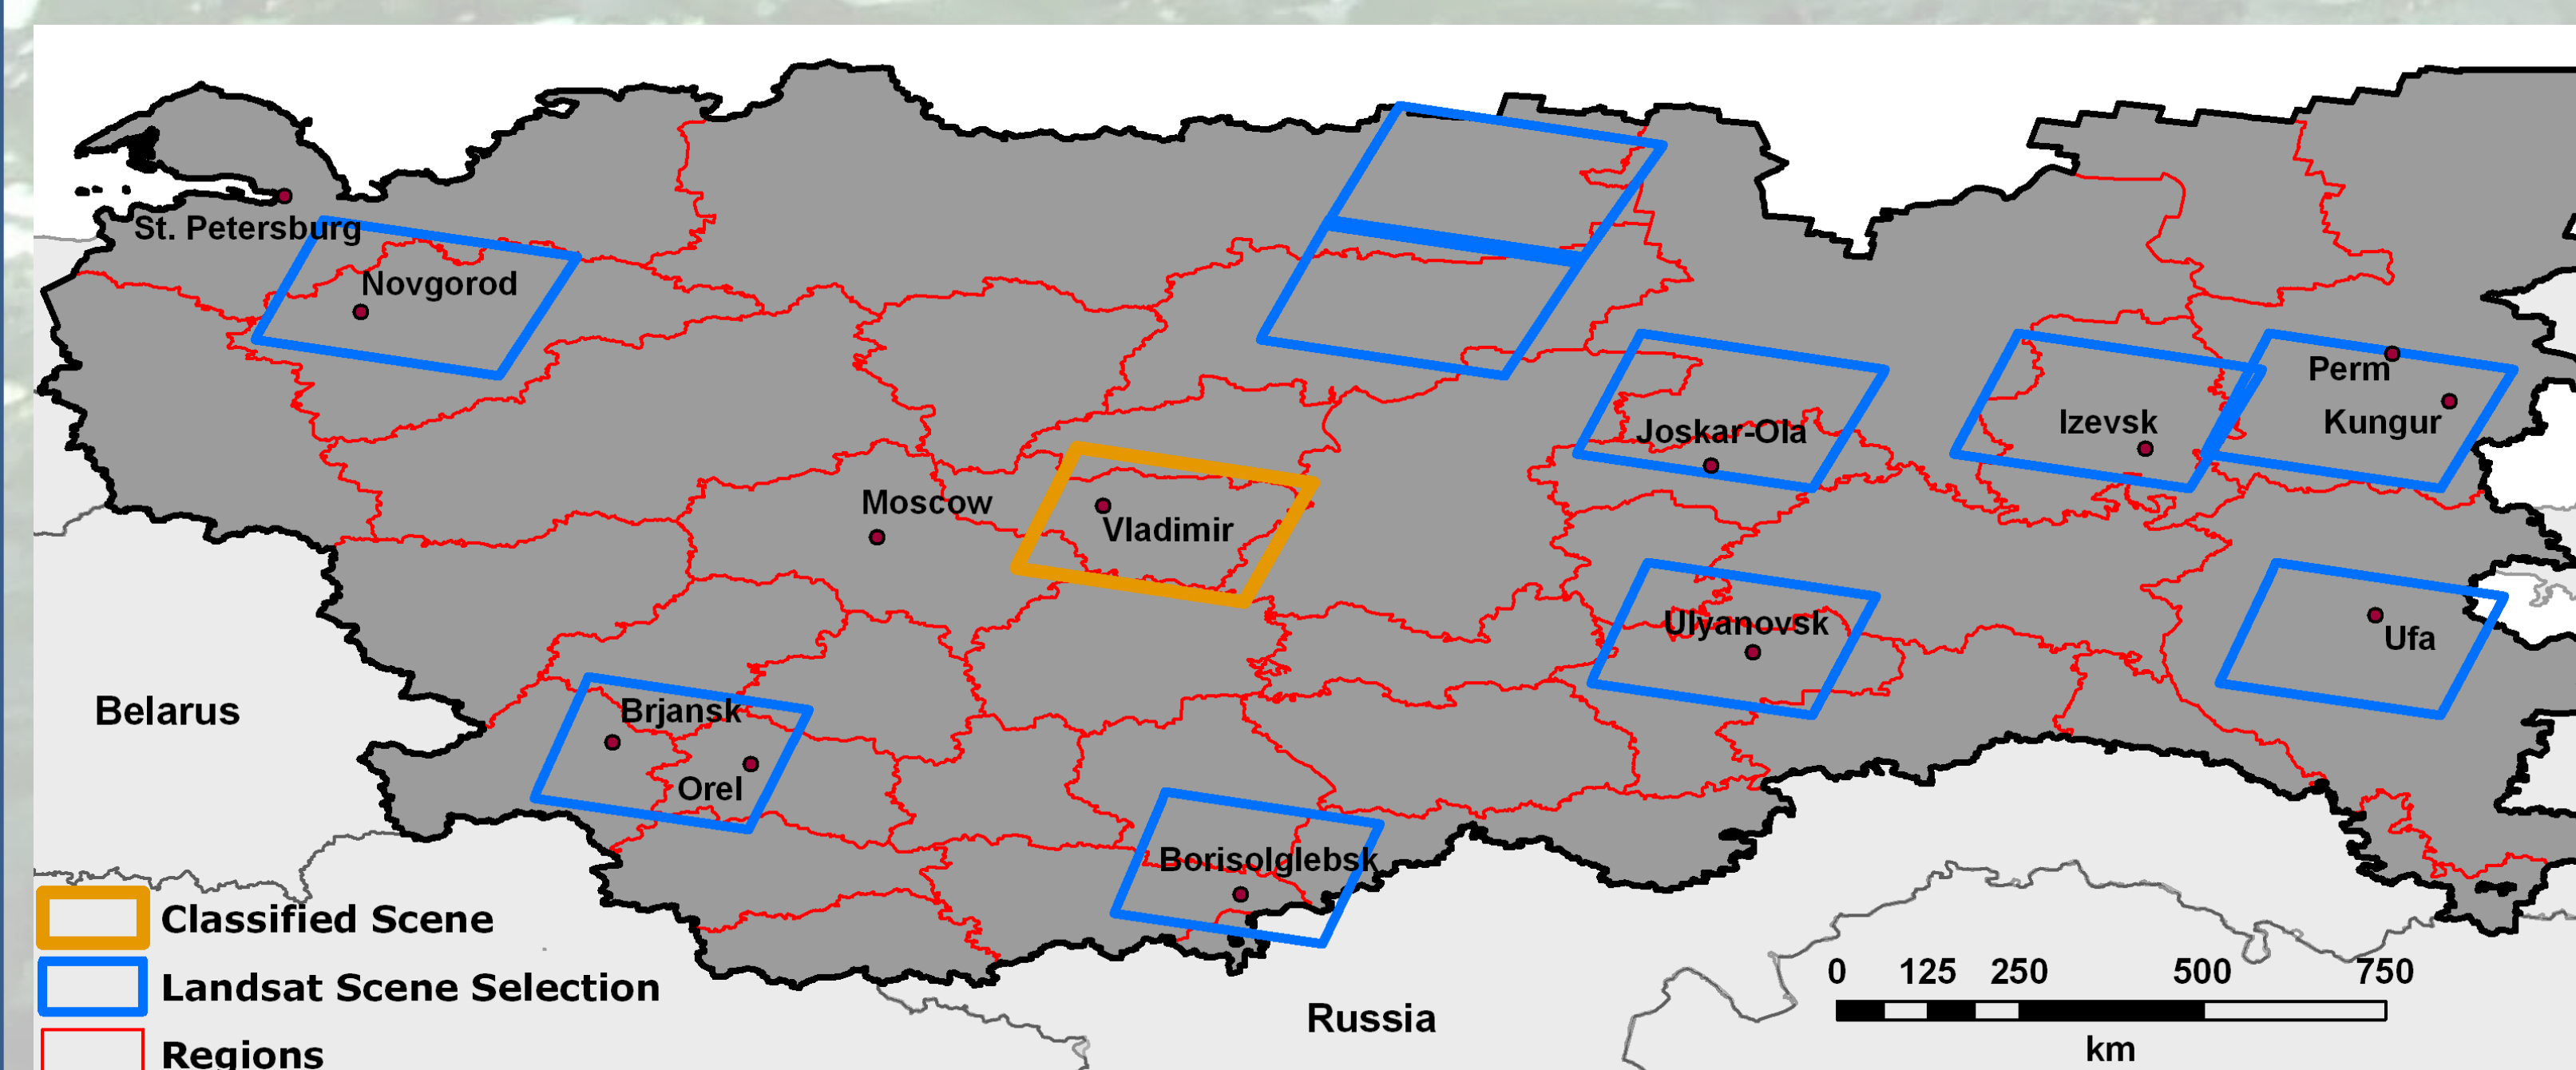 St. Petersburg
Novgorod
Perm
Kungur
Izevsk
Joskar-Ola
Moscow
Vladimir
Ulyanovsk
Ufa
Belarus
Brjansk
Orel
Borisolglebsk
Classified Scene
Landsat Scene Selection
Regions
Russia
0 125 250 500 750
km